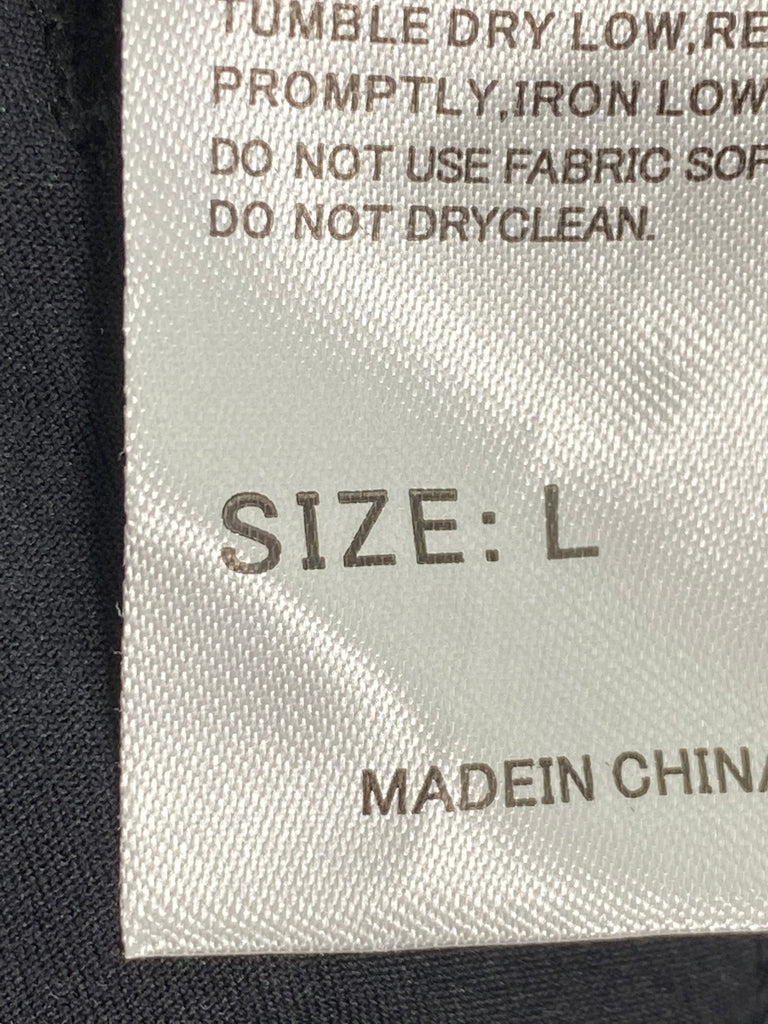 TUMBLE DRY LOW,RE
PROMPTLY,IRON LOW
DO NOT USE FABRIC SOF
DO NOT DRYCLEAN.
SIZE: L
MADEIN CHINA